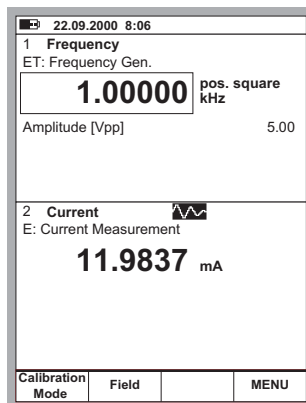 22.09.2000 8:06
1 Frequency
ET: Frequency Gen.
1.00000 pos. square kHz
Amplitude [Vpp] 5.00
2 Current
E: Current Measurement
11.9837 mA
Calibration Mode Field MENU